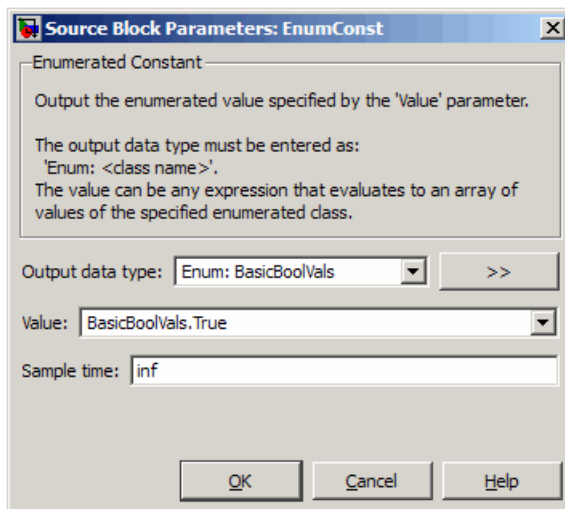 Source Block Parameters: EnumConst
Enumerated Constant
Output the enumerated value specified by the 'Value' parameter.
The output data type must be entered as:
'Enum: <class name>'.
The value can be any expression that evaluates to an array of
values of the specified enumerated class.
Output data type: Enum: BasicBoolVals >>
Value: BasicBoolVals.True
Sample time: inf
OK Cancel Help